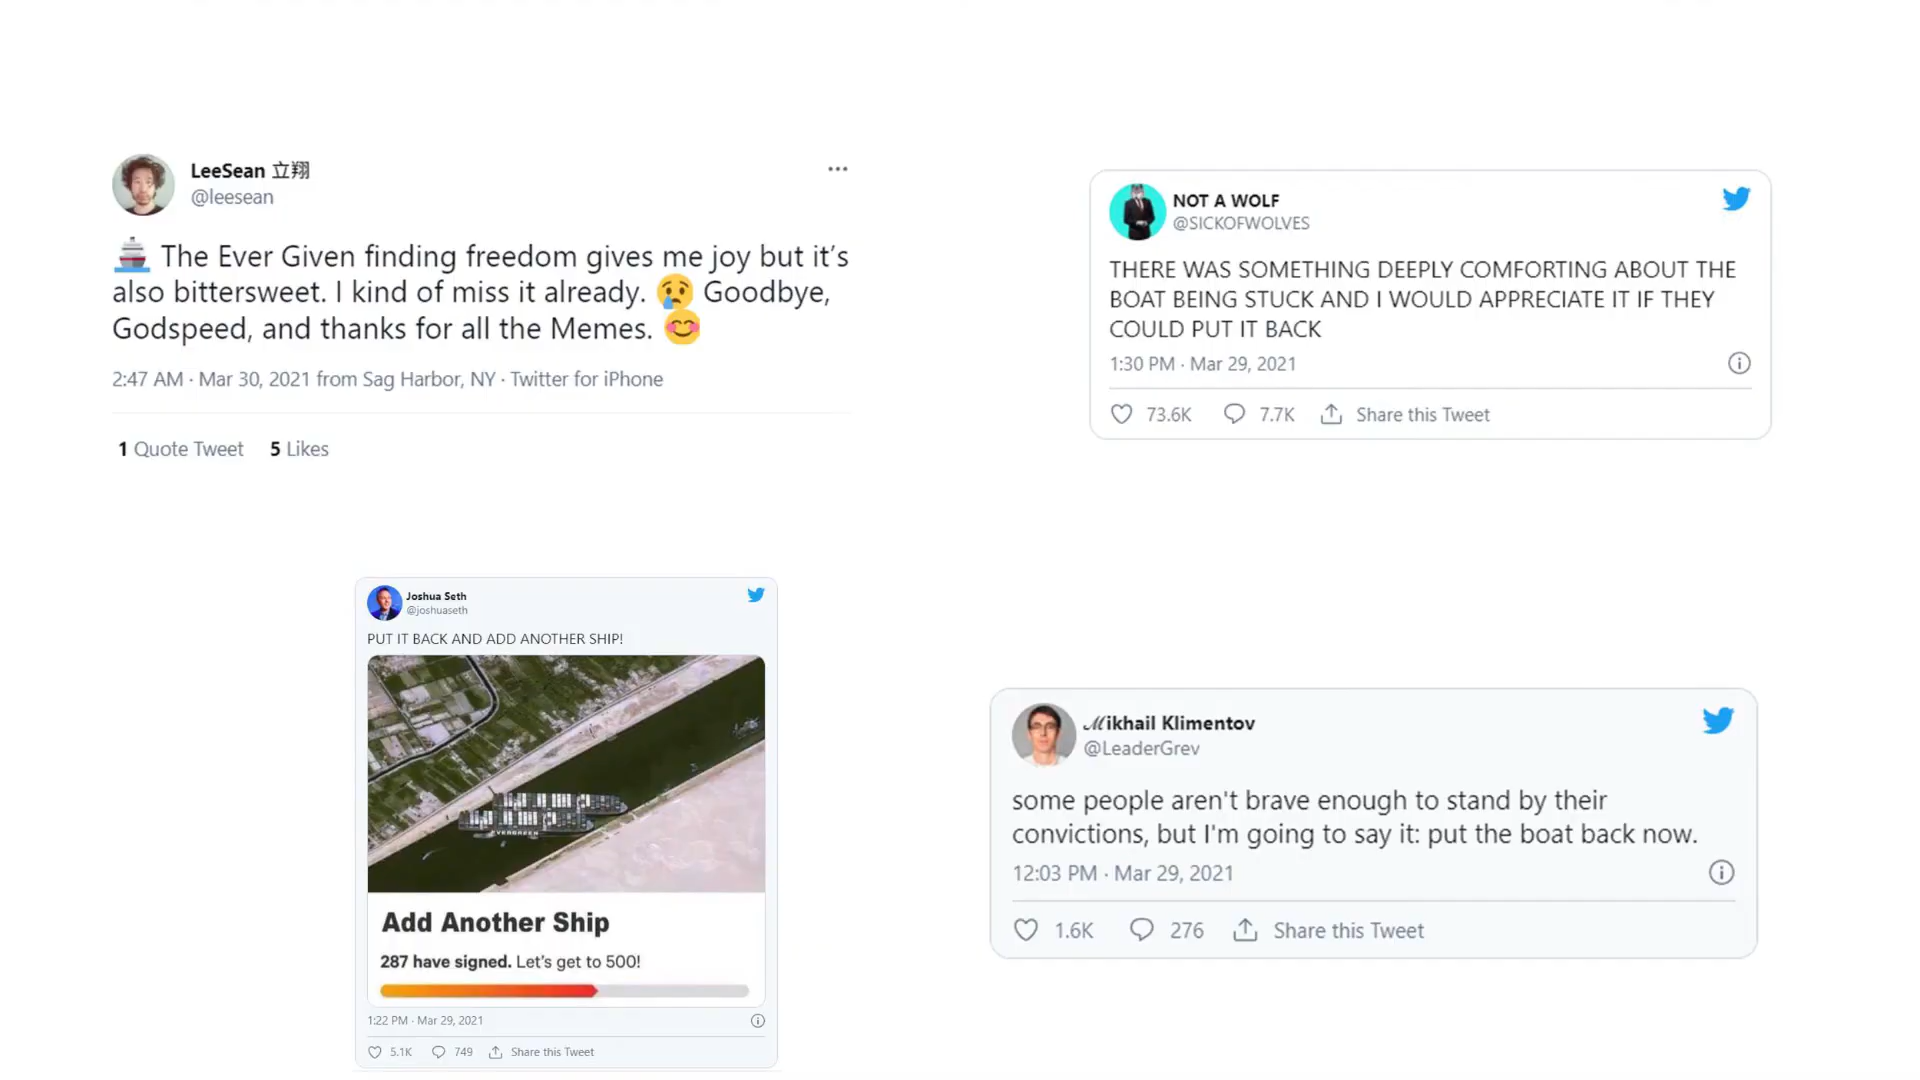 LeeSean 立翔
@leesean
🚢 The Ever Given finding freedom gives me joy but it’s
also bittersweet. I kind of miss it already. 😢 Goodbye,
Godspeed, and thanks for all the Memes. 😊
2:47 AM · Mar 30, 2021 from Sag Harbor, NY · Twitter for iPhone
1 Quote Tweet 5 Likes
NOT A WOLF
@SICKOFWOLVES
THERE WAS SOMETHING DEEPLY COMFORTING ABOUT THE
BOAT BEING STUCK AND I WOULD APPRECIATE IT IF THEY
COULD PUT IT BACK
1:30 PM · Mar 29, 2021
73.6K 7.7K Share this Tweet
Joshua Seth
@joshuaseth
PUT IT BACK AND ADD ANOTHER SHIP!
EVERGREEN
Add Another Ship
287 have signed. Let's get to 500!
1:22 PM · Mar 29, 2021
5.1K 749 Share this Tweet
ℳikhail Klimentov
@LeaderGrev
some people aren't brave enough to stand by their
convictions, but I'm going to say it: put the boat back now.
12:03 PM · Mar 29, 2021
1.6K 276 Share this Tweet